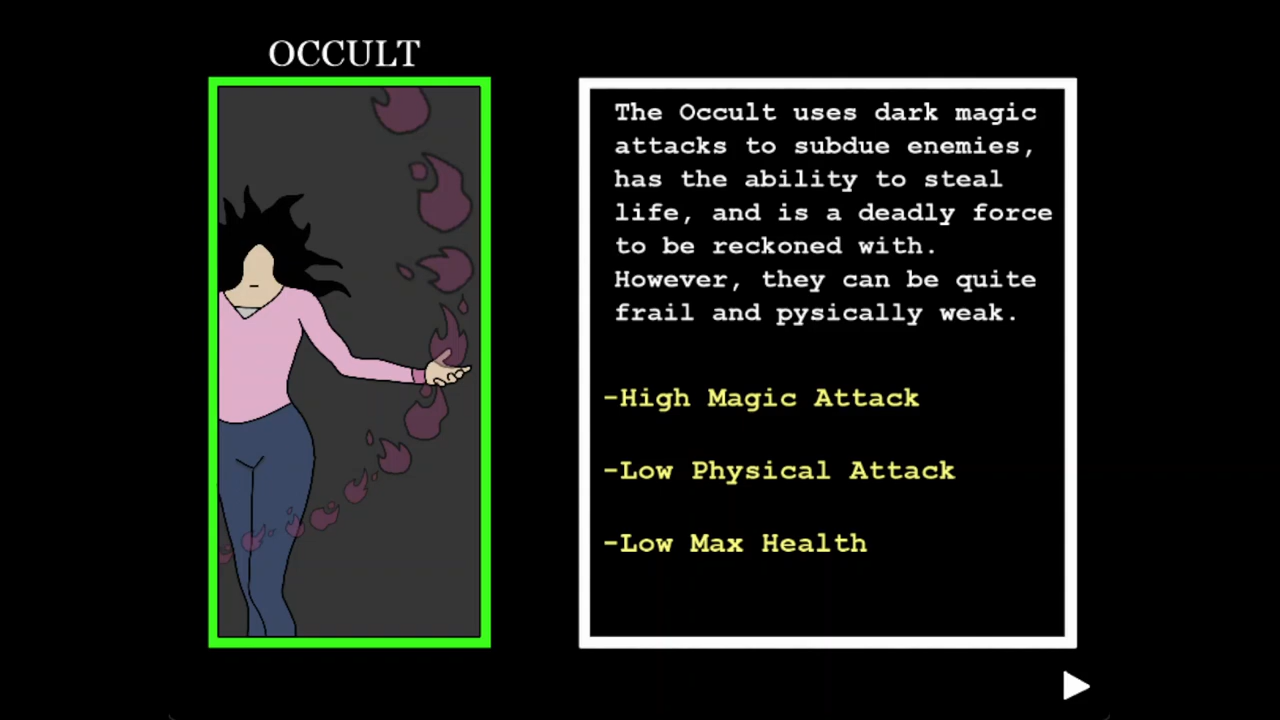 OCCULT
The Occult uses dark magic
attacks to subdue enemies,
has the ability to steal
life, and is a deadly force
to be reckoned with.
However, they can be quite
frail and pysically weak.
-High Magic Attack
-Low Physical Attack
-Low Max Health